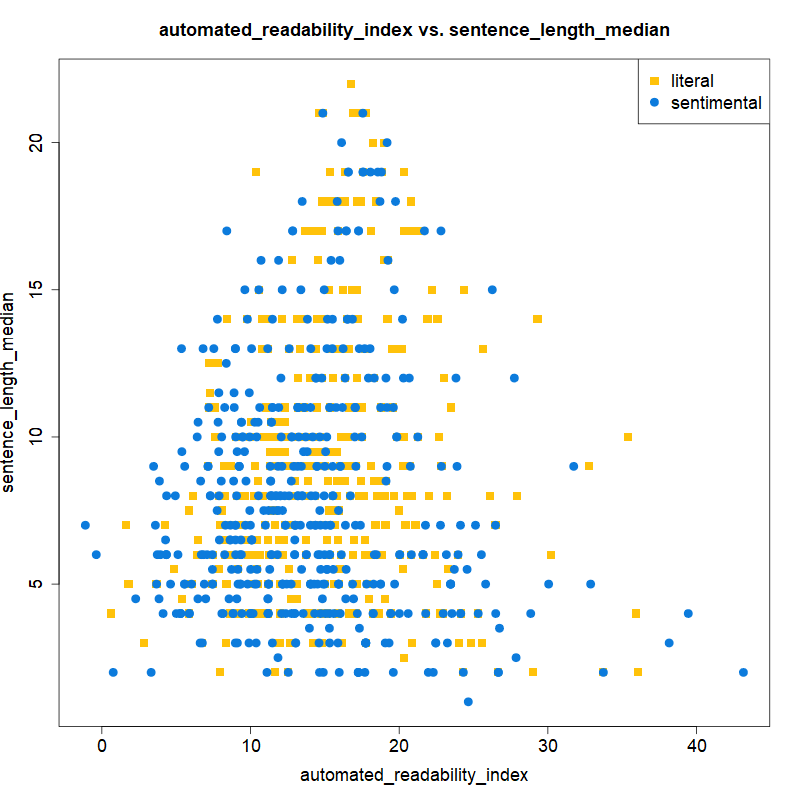 automated_readability_index vs. sentence_length_median
literal
sentimental
20
15
10
5
sentence_length_median
0 10 20 30 40
automated_readability_index